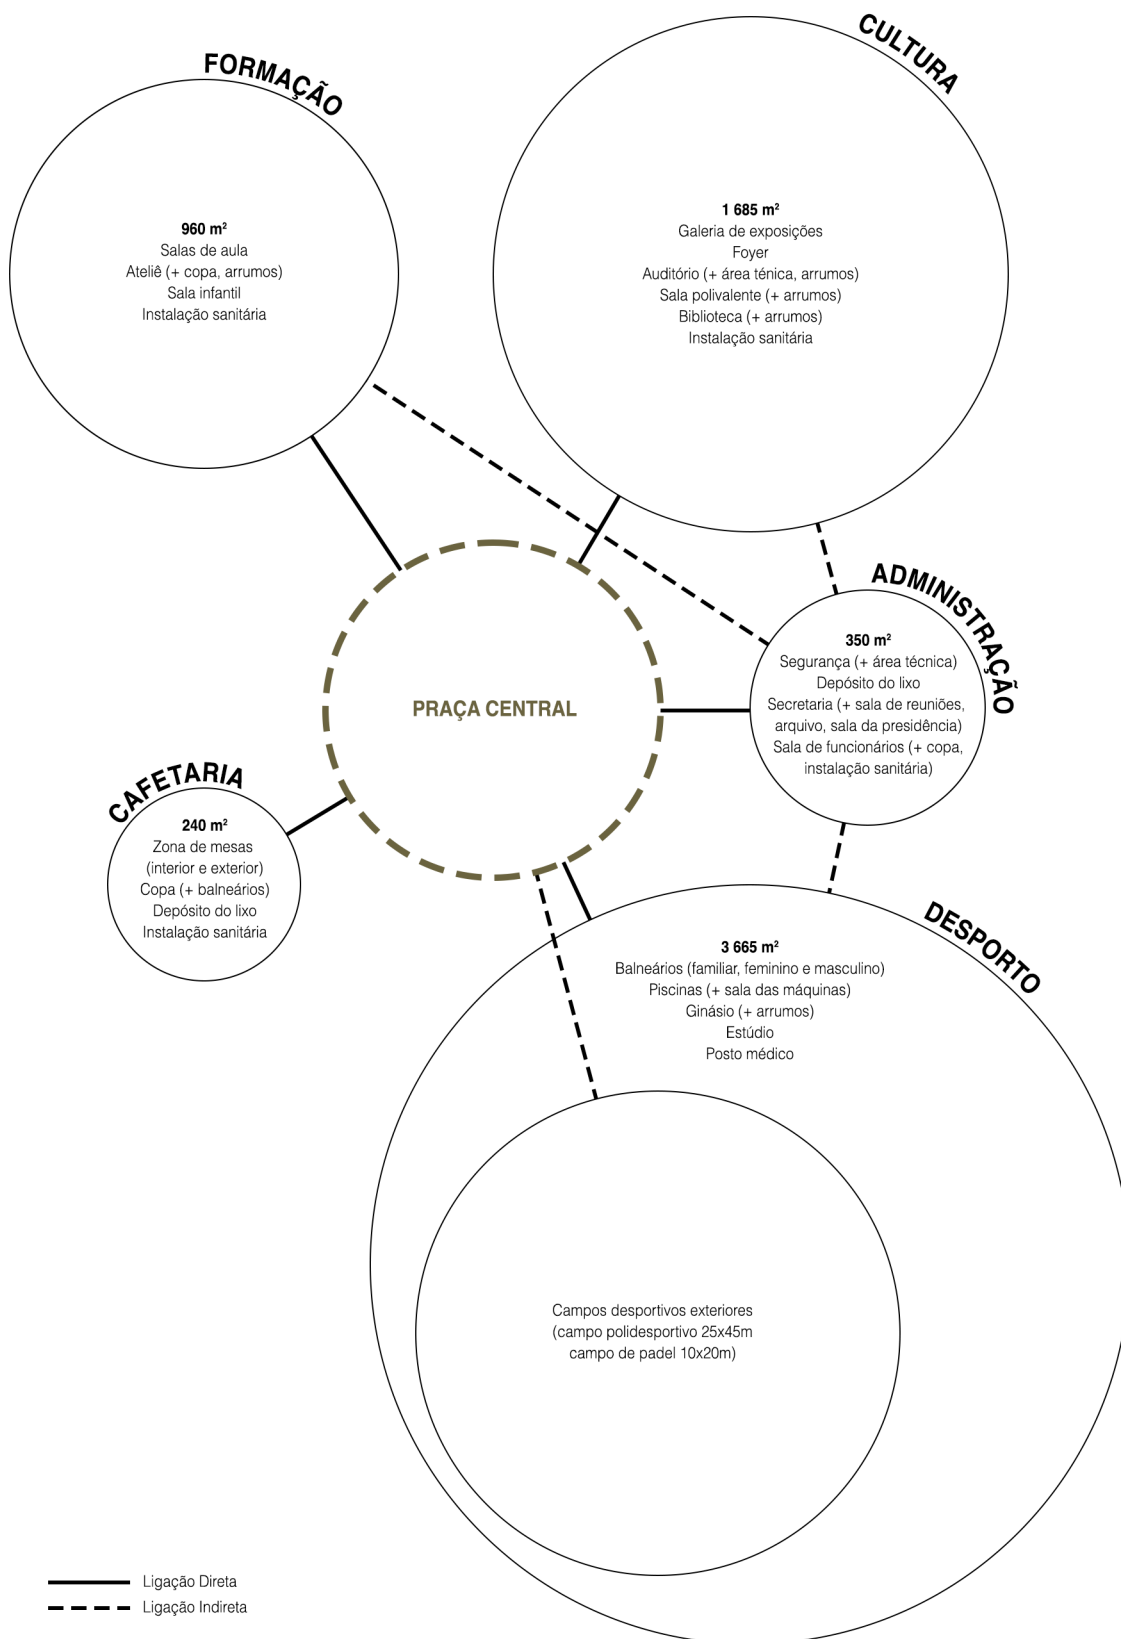 FORMAÇÃO
960 m²
Salas de aula
Ateliê (+ copa, arrumos)
Sala infantil
Instalação sanitária
CULTURA
1 685 m²
Galeria de exposições
Foyer
Auditório (+ área ténica, arrumos)
Sala polivalente (+ arrumos)
Biblioteca (+ arrumos)
Instalação sanitária
ADMINISTRAÇÃO
350 m²
Segurança (+ área técnica)
Depósito do lixo
Secretaria (+ sala de reuniões,
arquivo, sala da presidência)
Sala de funcionários (+ copa,
instalação sanitária)
PRAÇA CENTRAL
CAFETARIA
240 m²
Zona de mesas
(interior e exterior)
Copa (+ balneários)
Depósito do lixo
Instalação sanitária
DESPORTO
3 665 m²
Balneários (familiar, feminino e masculino)
Piscinas (+ sala das máquinas)
Ginásio (+ arrumos)
Estúdio
Posto médico
Campos desportivos exteriores
(campo polidesportivo 25x45m
campo de padel 10x20m)
Ligação Direta
Ligação Indireta